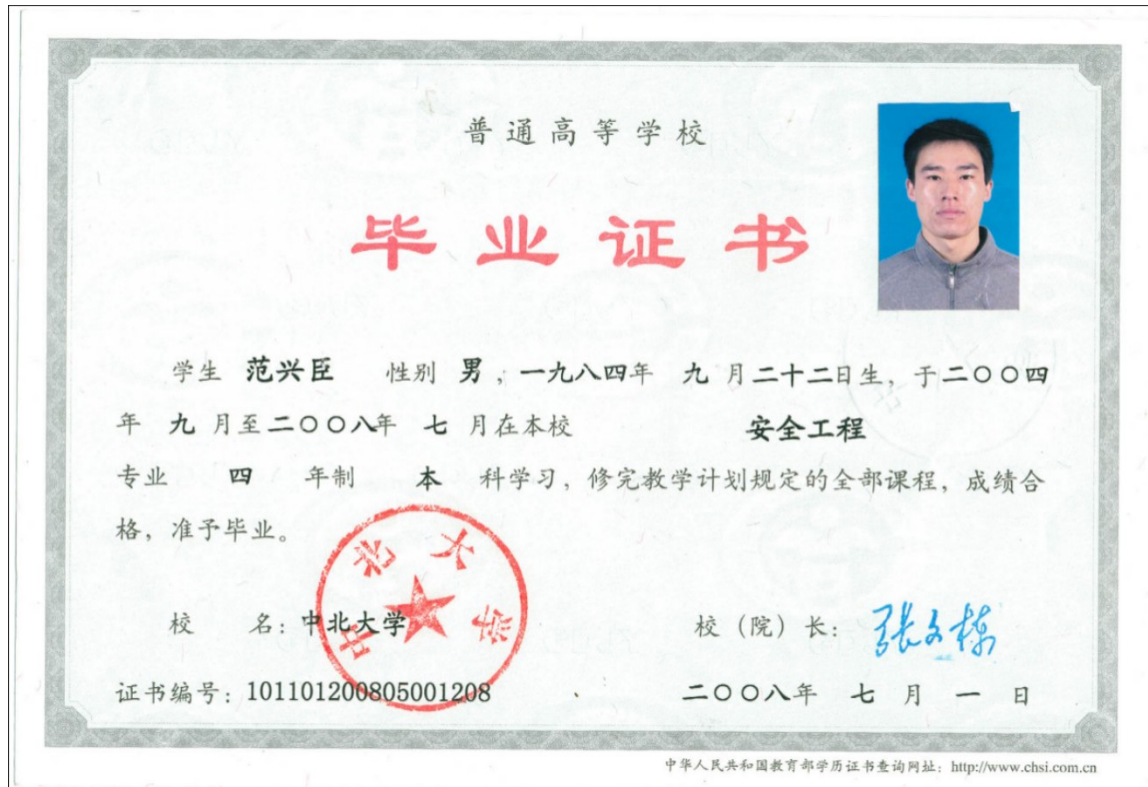 普通高等学校
毕业证书
学生 范兴臣 性别 男，一九八四年 九 月二十二日生，于二〇〇四
年 九 月至二〇〇八年 七 月在本校 安全工程
专业 四 年制 本 科学习，修完教学计划规定的全部课程，成绩合
格，准予毕业。
中北大学
校 名：中北大学 校（院）长：张文栋
证书编号：101101200805001208 二〇〇八年 七 月 一 日
中华人民共和国教育部学历证书查询网址：http://www.chsi.com.cn